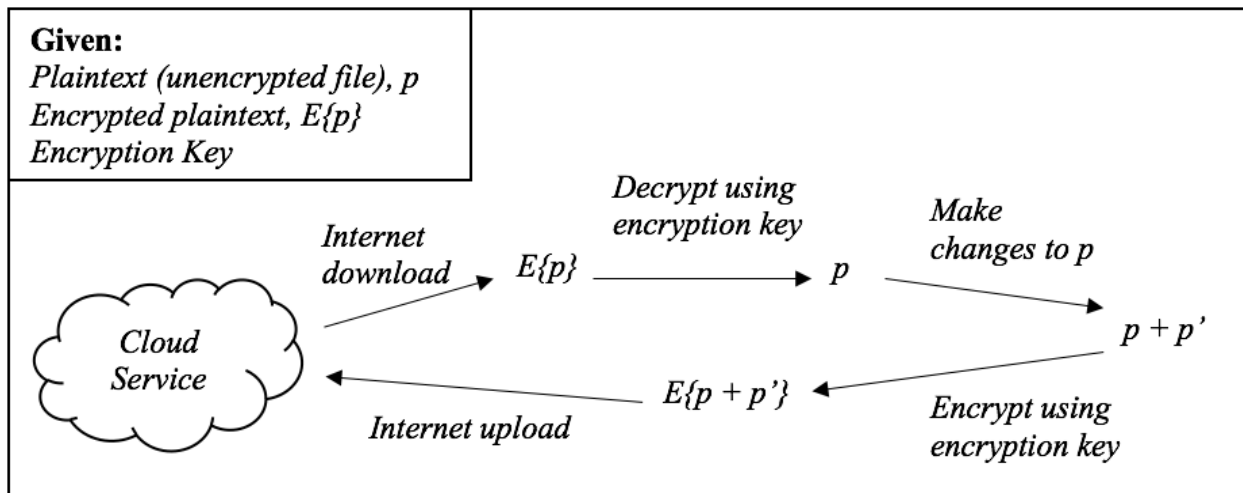 Given:
Plaintext (unencrypted file), p
Encrypted plaintext, E{p}
Encryption Key
Internet
download
E{p}
Decrypt using
encryption key
p
Make
changes to p
p + p’
Encrypt using
encryption key
E{p + p’}
Internet upload
Cloud
Service